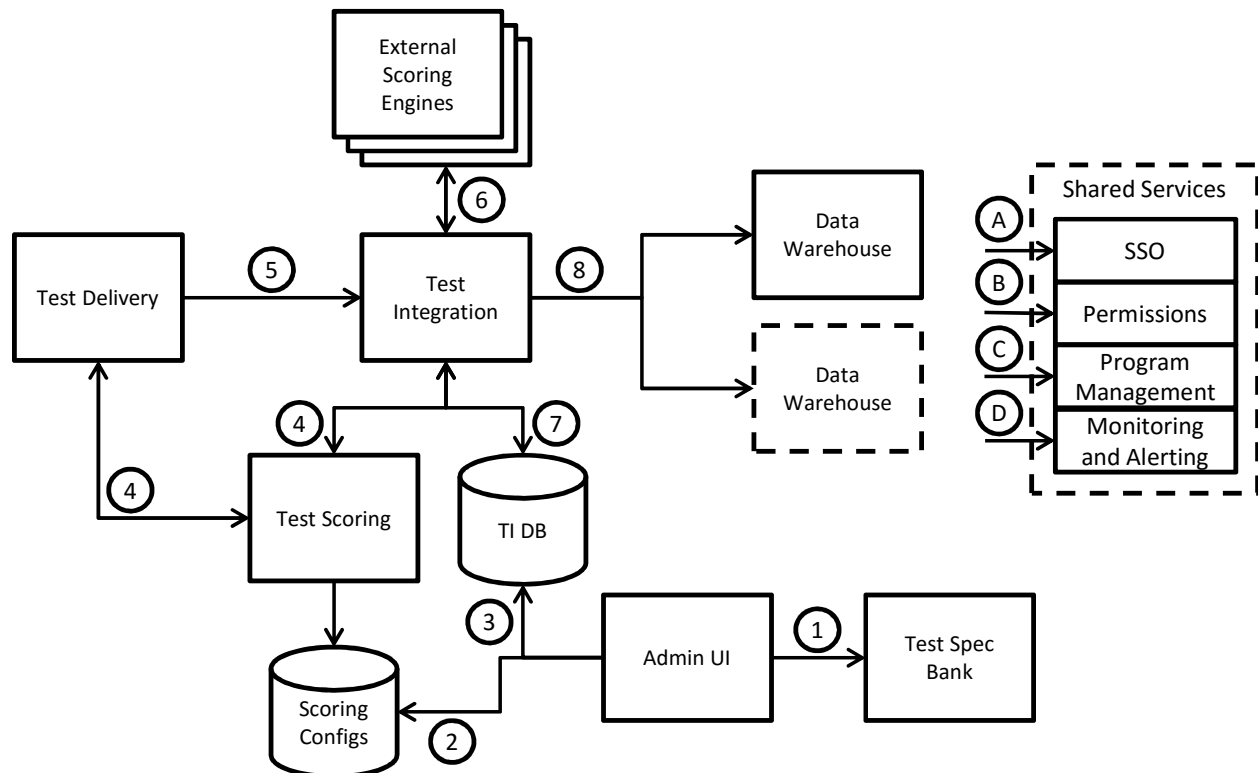 External
Scoring
Engines
6
Test Delivery
5
Test
Integration
8
Data
Warehouse
Data
Warehouse
Shared Services
A
SSO
B
Permissions
C
Program
Management
D
Monitoring
and Alerting
4
7
4
Test Scoring
TI DB
3
Admin UI
1
Test Spec
Bank
Scoring
Configs
2